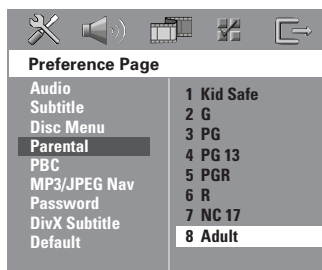 Preference Page
Audio
Subtitle
Disc Menu
Parental
PBC
MP3/JPEG Nav
Password
DivX Subtitle
Default
1 Kid Safe
2 G
3 PG
4 PG 13
5 PGR
6 R
7 NC 17
8 Adult